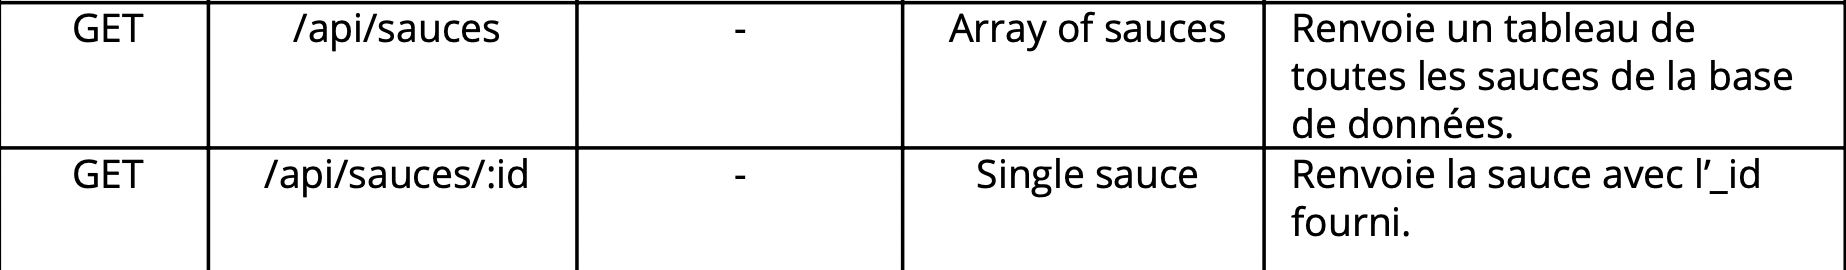 GET /api/sauces - Array of sauces Renvoie un tableau de
toutes les sauces de la base
de données.
GET /api/sauces/:id - Single sauce Renvoie la sauce avec l’_id
fourni.